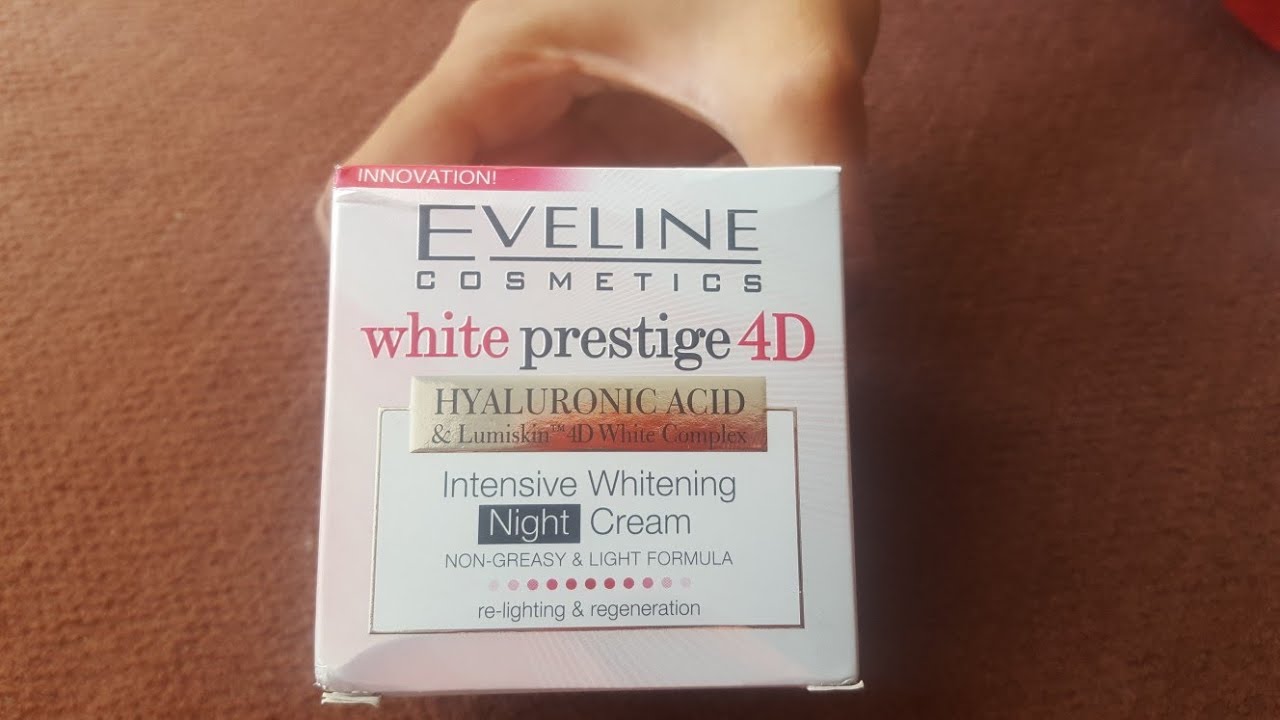 INNOVATION!
EVELINE
COSMETICS
white prestige 4D
HYALURONIC ACID
& Lumiskin™ 4D White Complex
Intensive Whitening
Night Cream
NON-GREASY & LIGHT FORMULA
re-lighting & regeneration